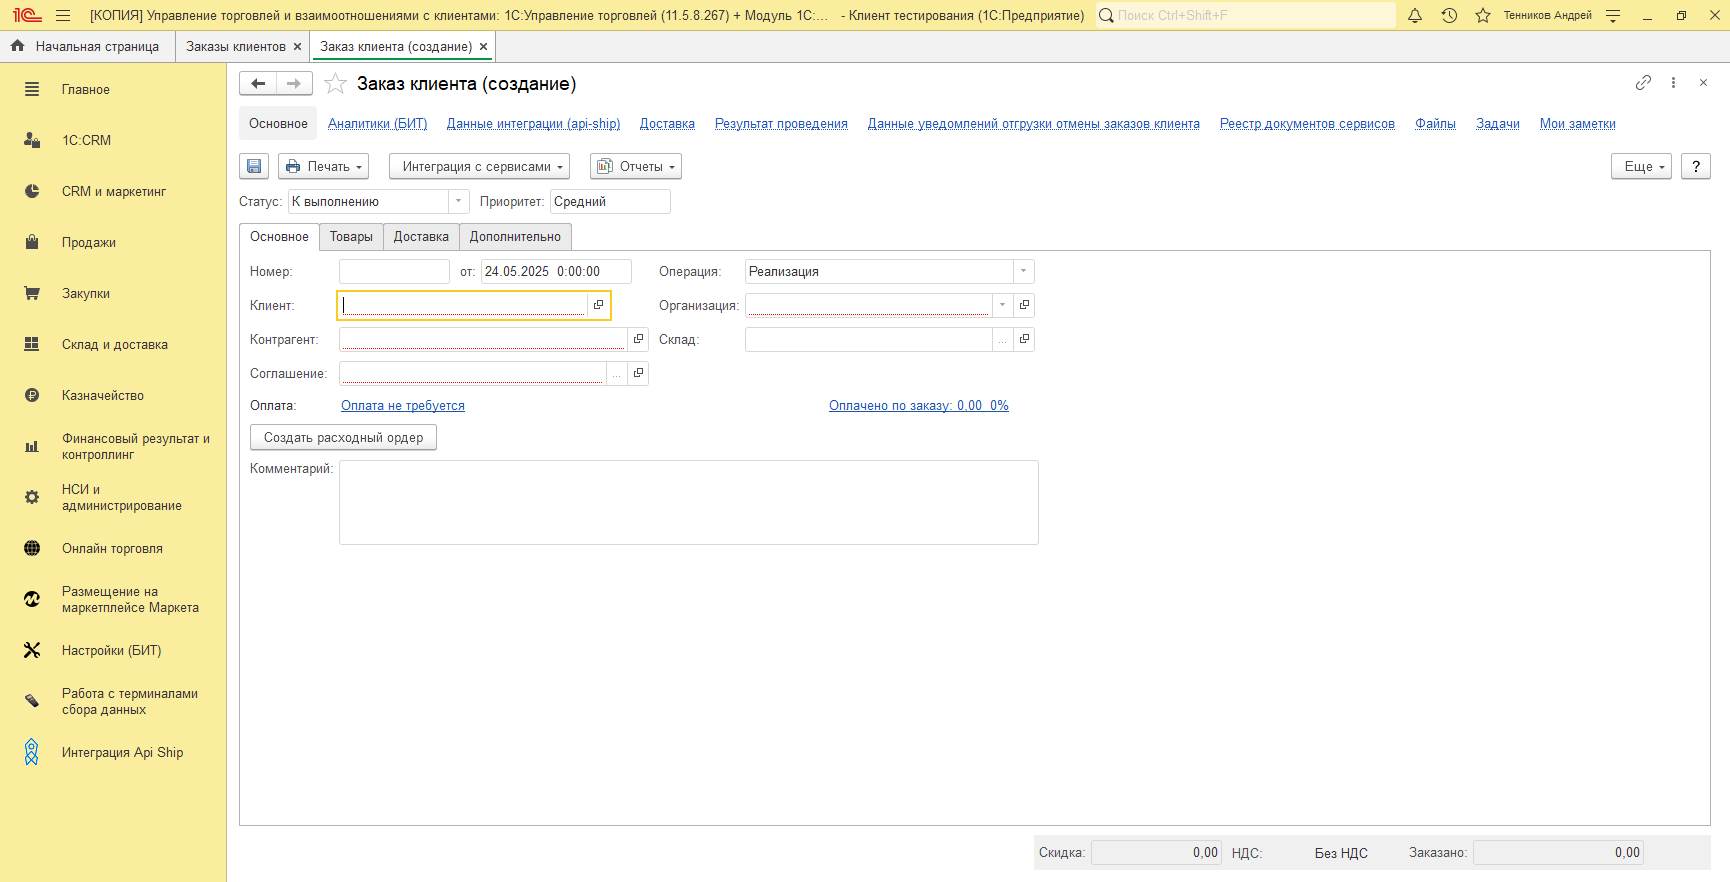 [КОПИЯ] Управление торговлей и взаимоотношениями с клиентами: 1С:Управление торговлей (11.5.8.267) + Модуль 1С:... - Клиент тестирования (1С:Предприятие)
Поиск Ctrl+Shift+F
Тенников Андрей
Начальная страница
Заказы клиентов
Заказ клиента (создание)
Главное
1С:CRM
CRM и маркетинг
Продажи
Закупки
Склад и доставка
Казначейство
Финансовый результат и
контроллинг
НСИ и
администрирование
Онлайн торговля
Размещение на
маркетплейсе Маркета
Настройки (БИТ)
Работа с терминалами
сбора данных
Интеграция Api Ship
Заказ клиента (создание)
Основное Аналитики (БИТ) Данные интеграции (api-ship) Доставка Результат проведения Данные уведомлений отгрузки отмены заказов клиента Реестр документов сервисов Файлы Задачи Мои заметки
Печать Интеграция с сервисами Отчеты Еще ?
Статус: К выполнению Приоритет: Средний
Основное Товары Доставка Дополнительно
Номер: от: 24.05.2025 0:00:00 Операция: Реализация
Клиент: Организация:
Контрагент: Склад: ...
Соглашение: ...
Оплата: Оплата не требуется Оплачено по заказу: 0,00 0%
Создать расходный ордер
Комментарий:
Скидка: 0,00 НДС: Без НДС Заказано: 0,00